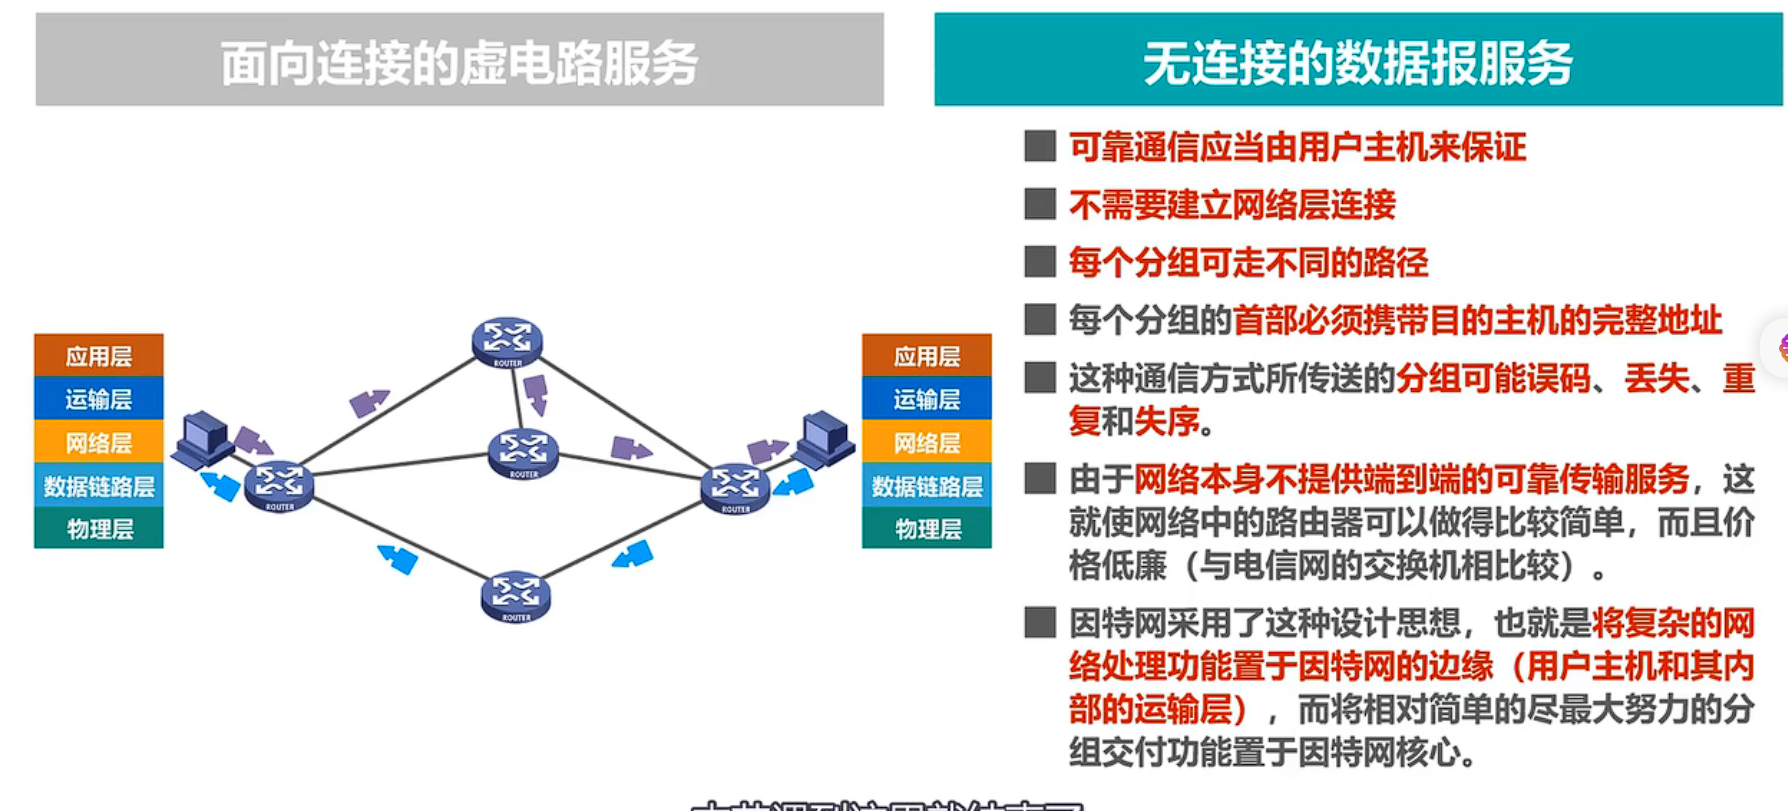 面向连接的虚电路服务
无连接的数据报服务
应用层
运输层
网络层
数据链路层
物理层
ROUTER
ROUTER
ROUTER
ROUTER
ROUTER
应用层
运输层
网络层
数据链路层
物理层
可靠通信应当由用户主机来保证
不需要建立网络层连接
每个分组可走不同的路径
每个分组的首部必须携带目的主机的完整地址
这种通信方式所传送的分组可能误码、丢失、重
复和失序。
由于网络本身不提供端到端的可靠传输服务，这
就使网络中的路由器可以做得比较简单，而且价
格低廉（与电信网的交换机相比较）。
因特网采用了这种设计思想，也就是将复杂的网
络处理功能置于因特网的边缘（用户主机和其内
部的运输层），而将相对简单的尽最大努力的分
组交付功能置于因特网核心。